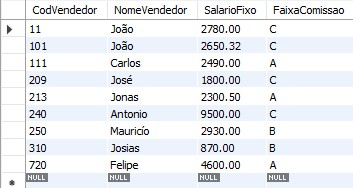 CodVendedor NomeVendedor SalarioFixo FaixaComissao
11 João 2780.00 C
101 João 2650.32 C
111 Carlos 2490.00 A
209 José 1800.00 C
213 Jonas 2300.50 A
240 Antonio 9500.00 C
250 Mauricío 2930.00 B
310 Josias 870.00 B
720 Felipe 4600.00 A
NULL NULL NULL NULL